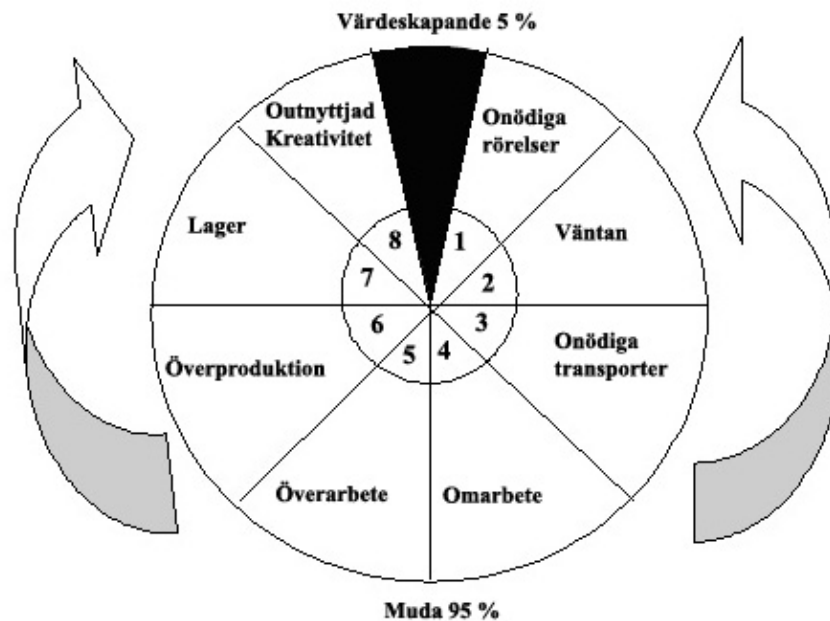 Värdeskapande 5 %
Outnyttjad
Kreativitet
Onödiga
rörelser
Lager
Väntan
8
1
7
2
6
3
5
4
Överproduktion
Onödiga
transporter
Överarbete
Omarbete
Muda 95 %